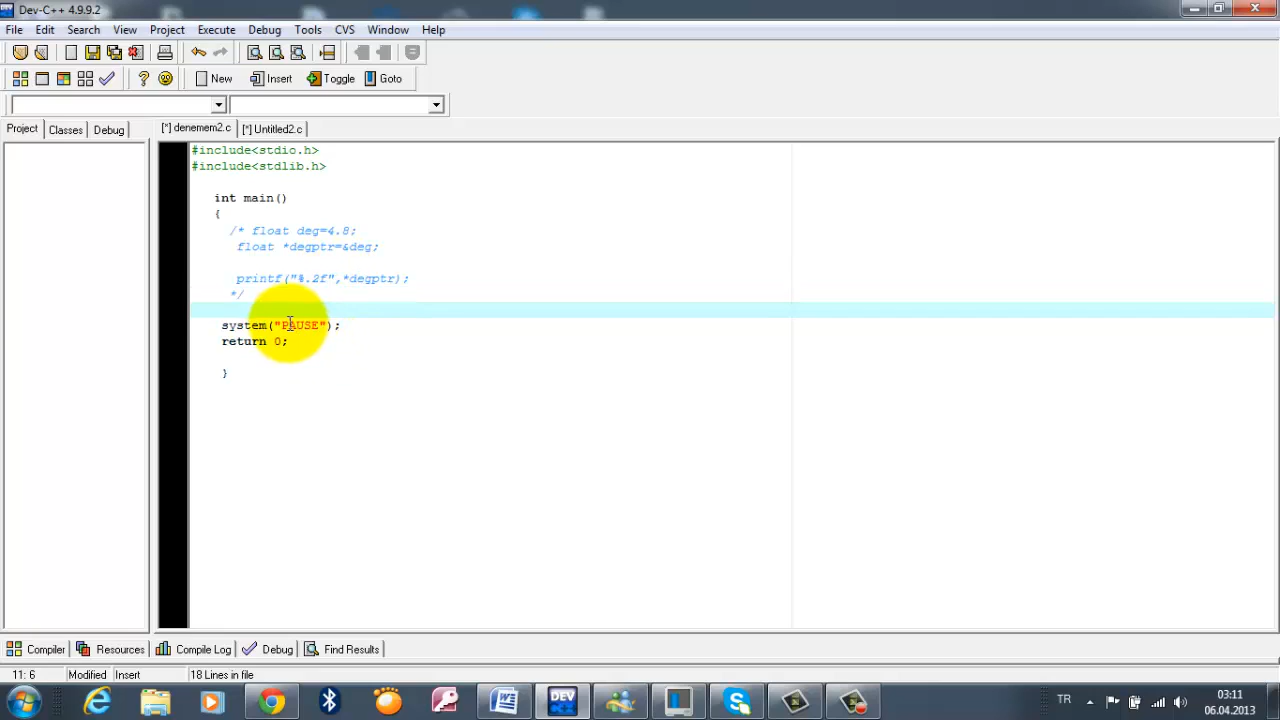 Dev-C++ 4.9.9.2
File Edit Search View Project Execute Debug Tools CVS Window Help
New Insert Toggle Goto
Project Classes Debug
[*] denemem2.c [*] Untitled2.c
#include<stdio.h>
#include<stdlib.h>
int main()
{
/* float deg=4.8;
float *degptr=&deg;
printf("%.2f",*degptr);
*/
system("PAUSE");
return 0;
}
Compiler Resources Compile Log Debug Find Results
11: 6 Modified Insert 18 Lines in file
DEV C++ TR 03:11
06.04.2013